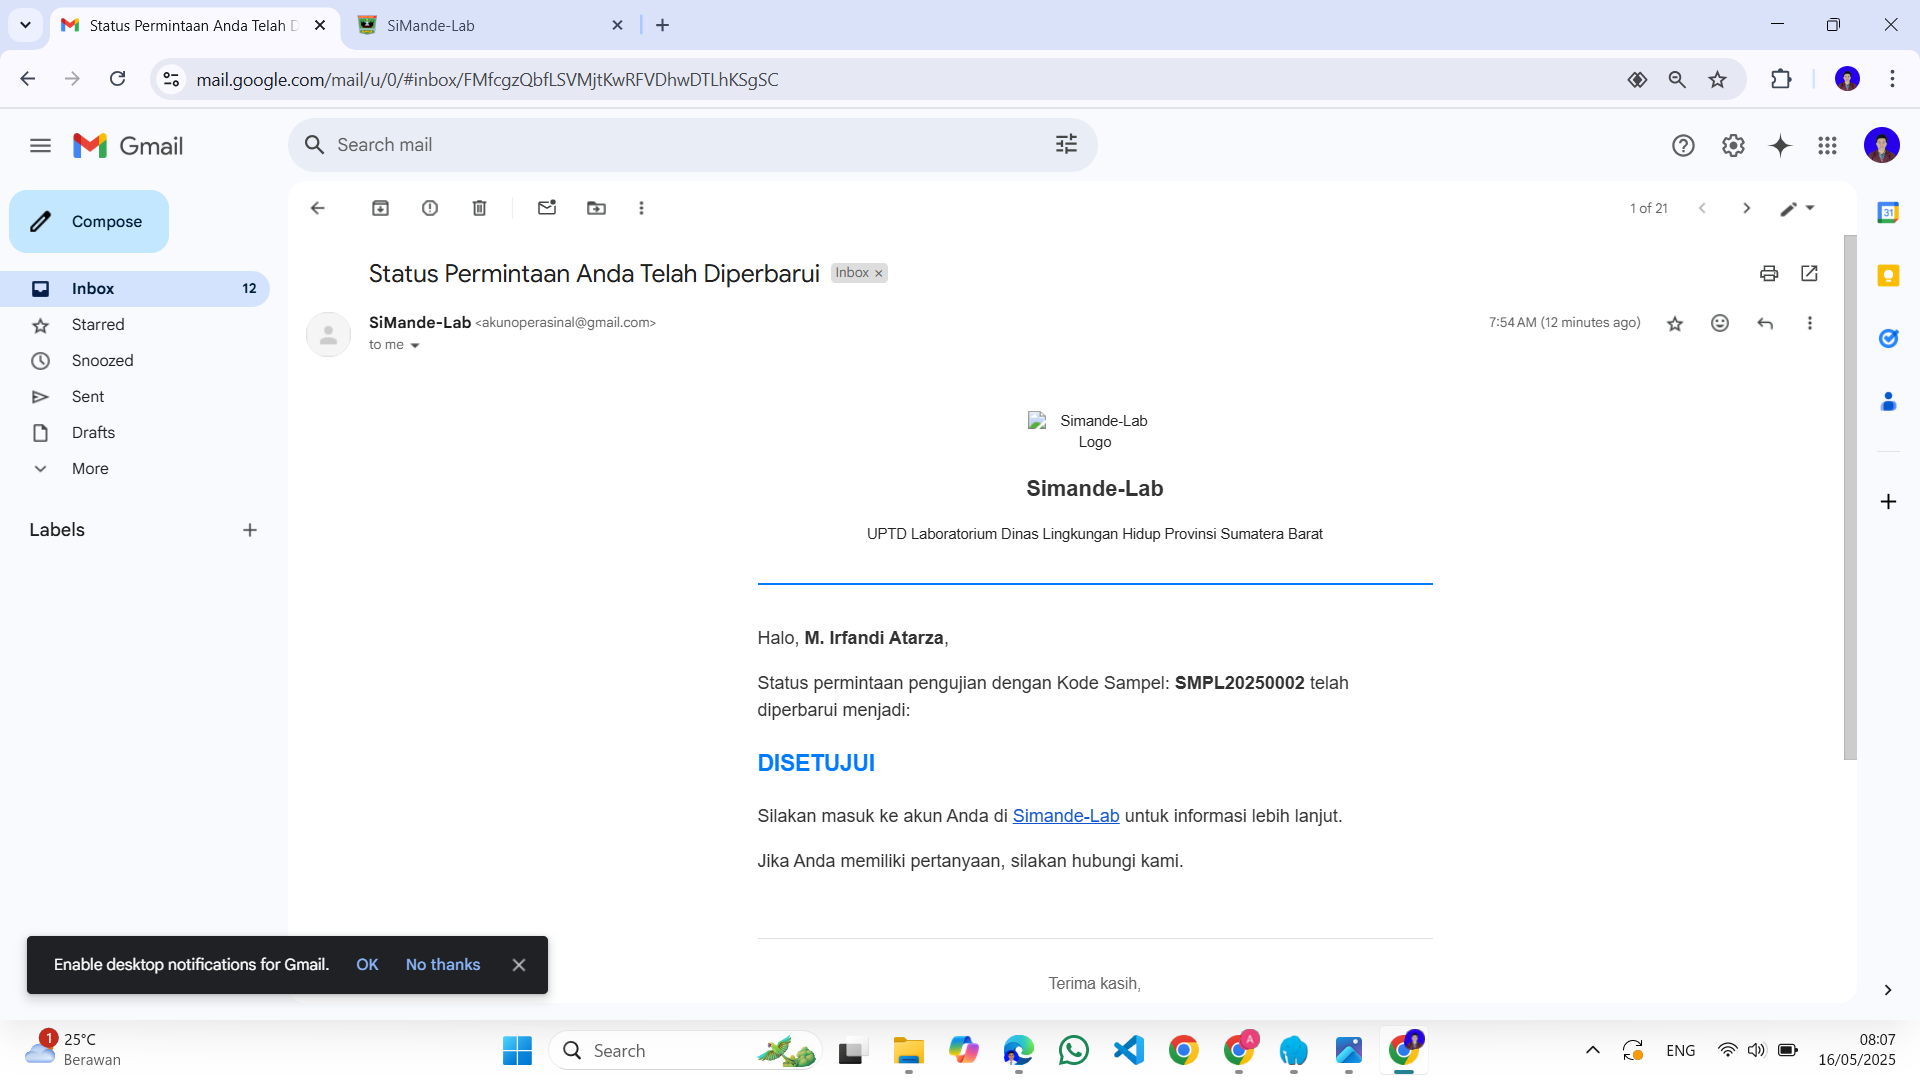 Status Permintaan Anda Telah D
SiMande-Lab
mail.google.com/mail/u/0/#inbox/FMfcgzQbfLSVMjtKwRFVDhwDTLhKSgSC
Gmail
Search mail
Compose
1 of 21
Inbox 12
Starred
Snoozed
Sent
Drafts
More
Labels
Status Permintaan Anda Telah Diperbarui Inbox ×
SiMande-Lab <akunoperasinal@gmail.com>
7:54 AM (12 minutes ago)
to me
31
Simande-Lab
Logo
Simande-Lab
UPTD Laboratorium Dinas Lingkungan Hidup Provinsi Sumatera Barat
Halo, M. Irfandi Atarza,
Status permintaan pengujian dengan Kode Sampel: SMPL20250002 telah
diperbarui menjadi:
DISETUJUI
Silakan masuk ke akun Anda di Simande-Lab untuk informasi lebih lanjut.
Jika Anda memiliki pertanyaan, silakan hubungi kami.
Terima kasih,
Enable desktop notifications for Gmail. OK No thanks
1
25°C
Berawan
Search
A
ENG
08:07
16/05/2025